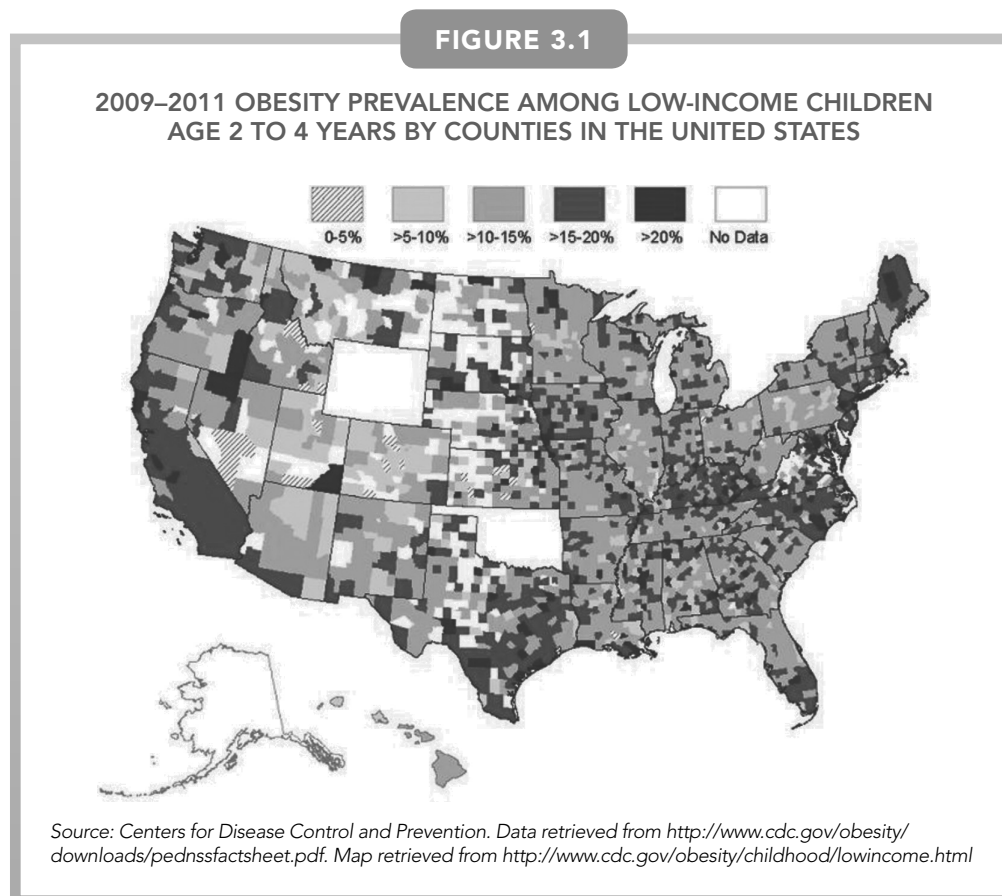 FIGURE 3.1
2009–2011 OBESITY PREVALENCE AMONG LOW-INCOME CHILDREN
AGE 2 TO 4 YEARS BY COUNTIES IN THE UNITED STATES
0-5% >5-10% >10-15% >15-20% >20% No Data
Source: Centers for Disease Control and Prevention. Data retrieved from http://www.cdc.gov/obesity/
downloads/pednssfactsheet.pdf. Map retrieved from http://www.cdc.gov/obesity/childhood/lowincome.html